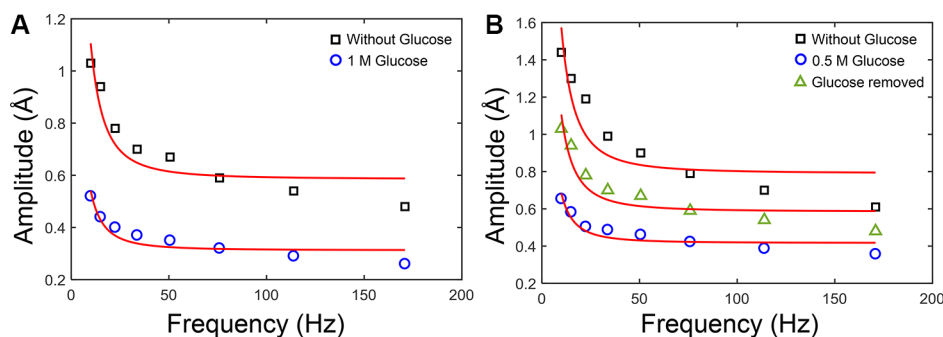 A
Without Glucose
1 M Glucose
1.2
1
0.8
0.6
0.4
0.2
0 50 100 150 200
Amplitude (Å)
Frequency (Hz)
B
Without Glucose
0.5 M Glucose
Glucose removed
1.6
1.4
1.2
1
0.8
0.6
0.4
0.2
0 50 100 150 200
Amplitude (Å)
Frequency (Hz)